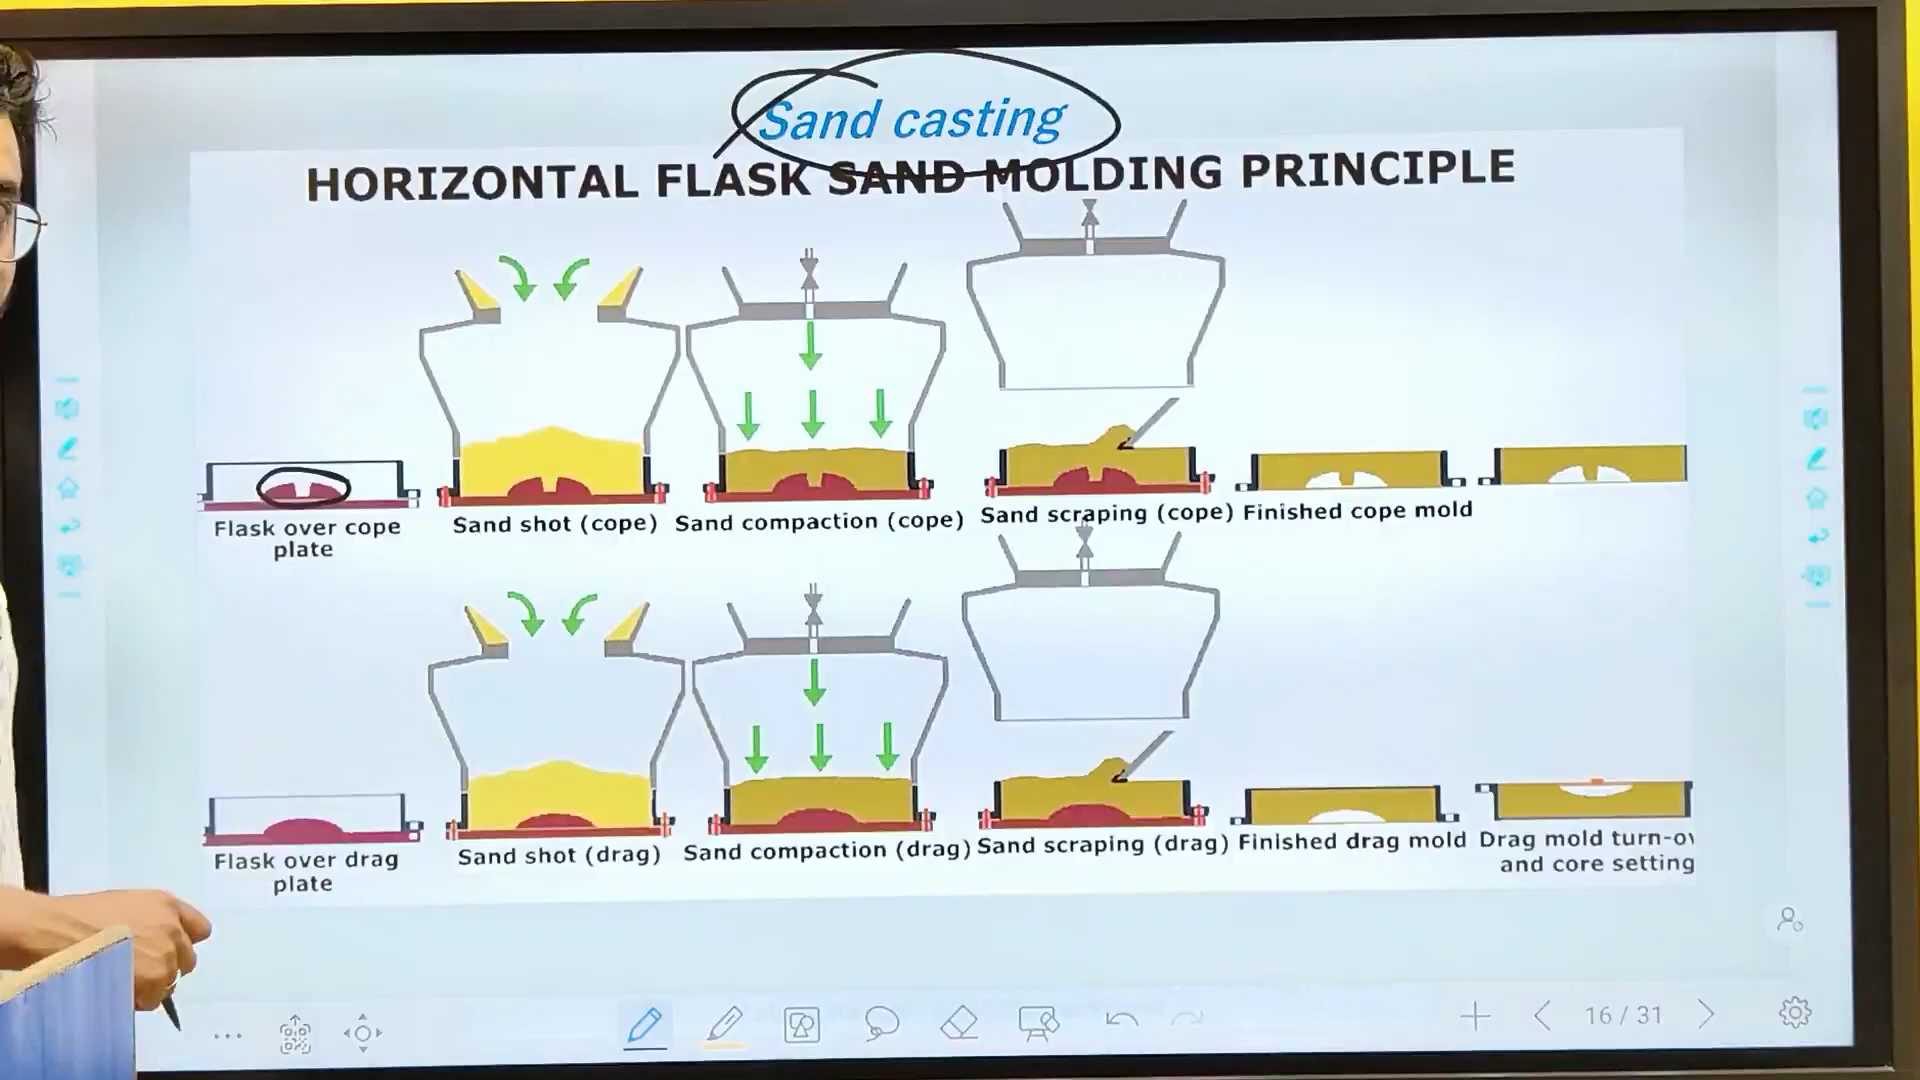 Sand casting
HORIZONTAL FLASK SAND MOLDING PRINCIPLE
Flask over cope
plate
Sand shot (cope)
Sand compaction (cope)
Sand scraping (cope)
Finished cope mold
Flask over drag
plate
Sand shot (drag)
Sand compaction (drag)
Sand scraping (drag)
Finished drag mold
Drag mold turn-ov
and core setting
16 / 31